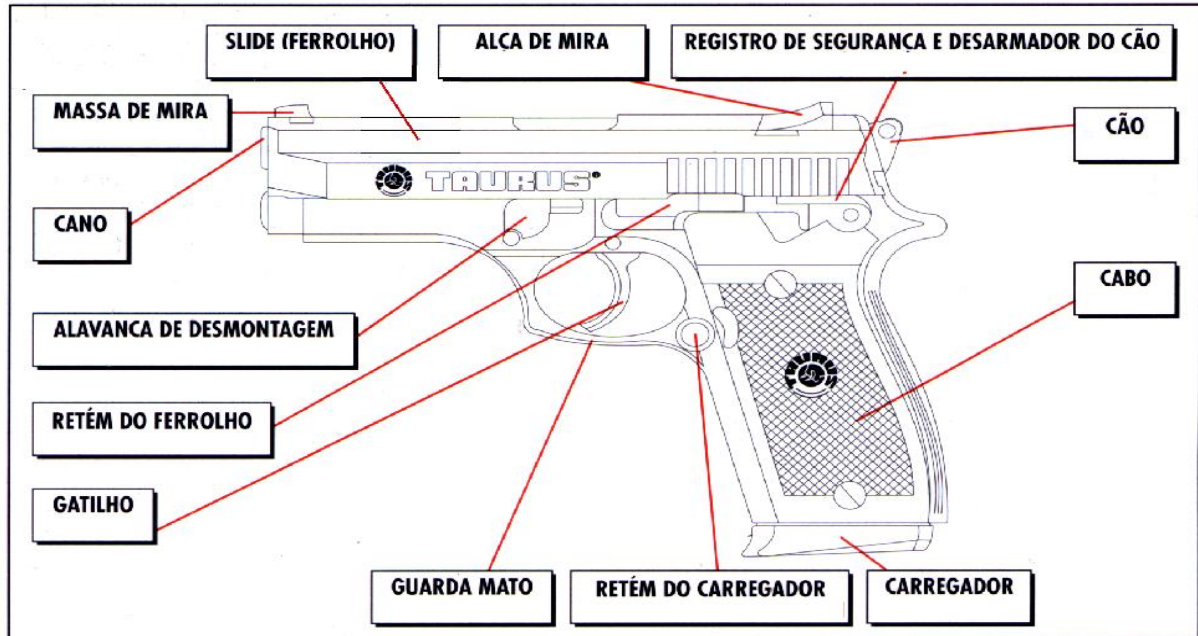 SLIDE (FERROLHO)
ALÇA DE MIRA
REGISTRO DE SEGURANÇA E DESARMADOR DO CÃO
MASSA DE MIRA
CÃO
TAURUS®
CANO
CABO
ALAVANCA DE DESMONTAGEM
TAURUS
RETÉM DO FERROLHO
GATILHO
GUARDA MATO
RETÉM DO CARREGADOR
CARREGADOR